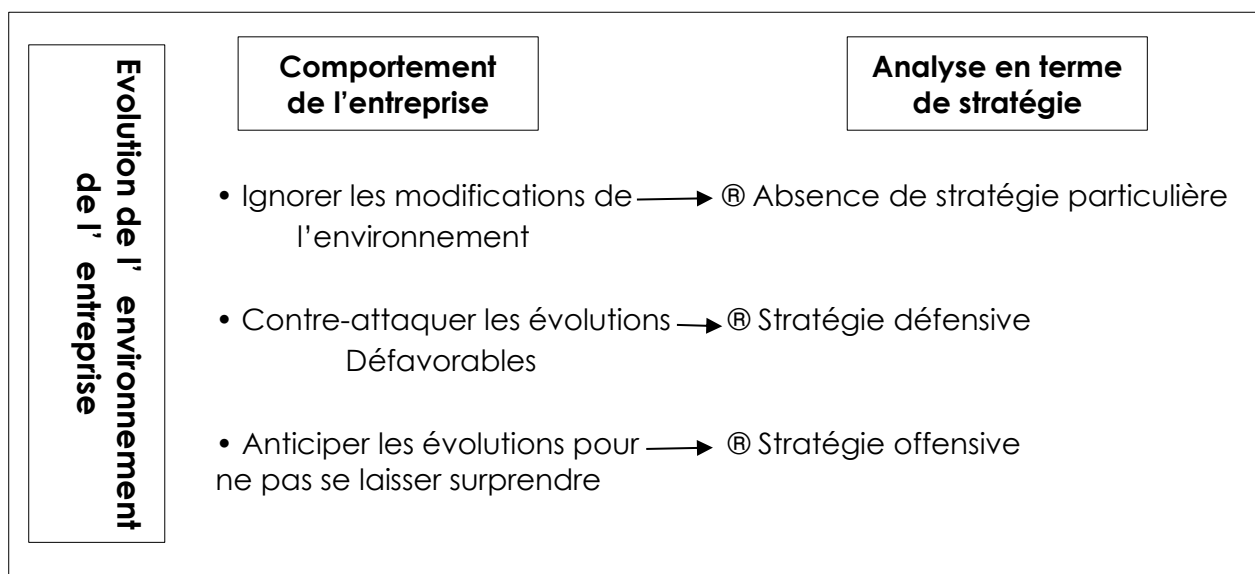 Evolution de l' environnement
de l' entreprise
Comportement
de l'entreprise
Analyse en terme
de stratégie
• Ignorer les modifications de
l'environnement
® Absence de stratégie particulière
• Contre-attaquer les évolutions
Défavorables
® Stratégie défensive
• Anticiper les évolutions pour
ne pas se laisser surprendre
® Stratégie offensive